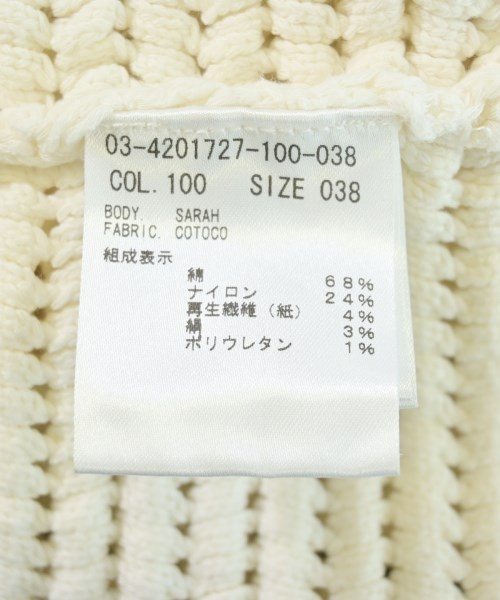 03-4201727-100-038
COL.100 SIZE 038
BODY. SARAH
FABRIC. COTOCO
組成表示
綿 68%
ナイロン 24%
再生繊維（紙） 4%
絹 3%
ポリウレタン 1%